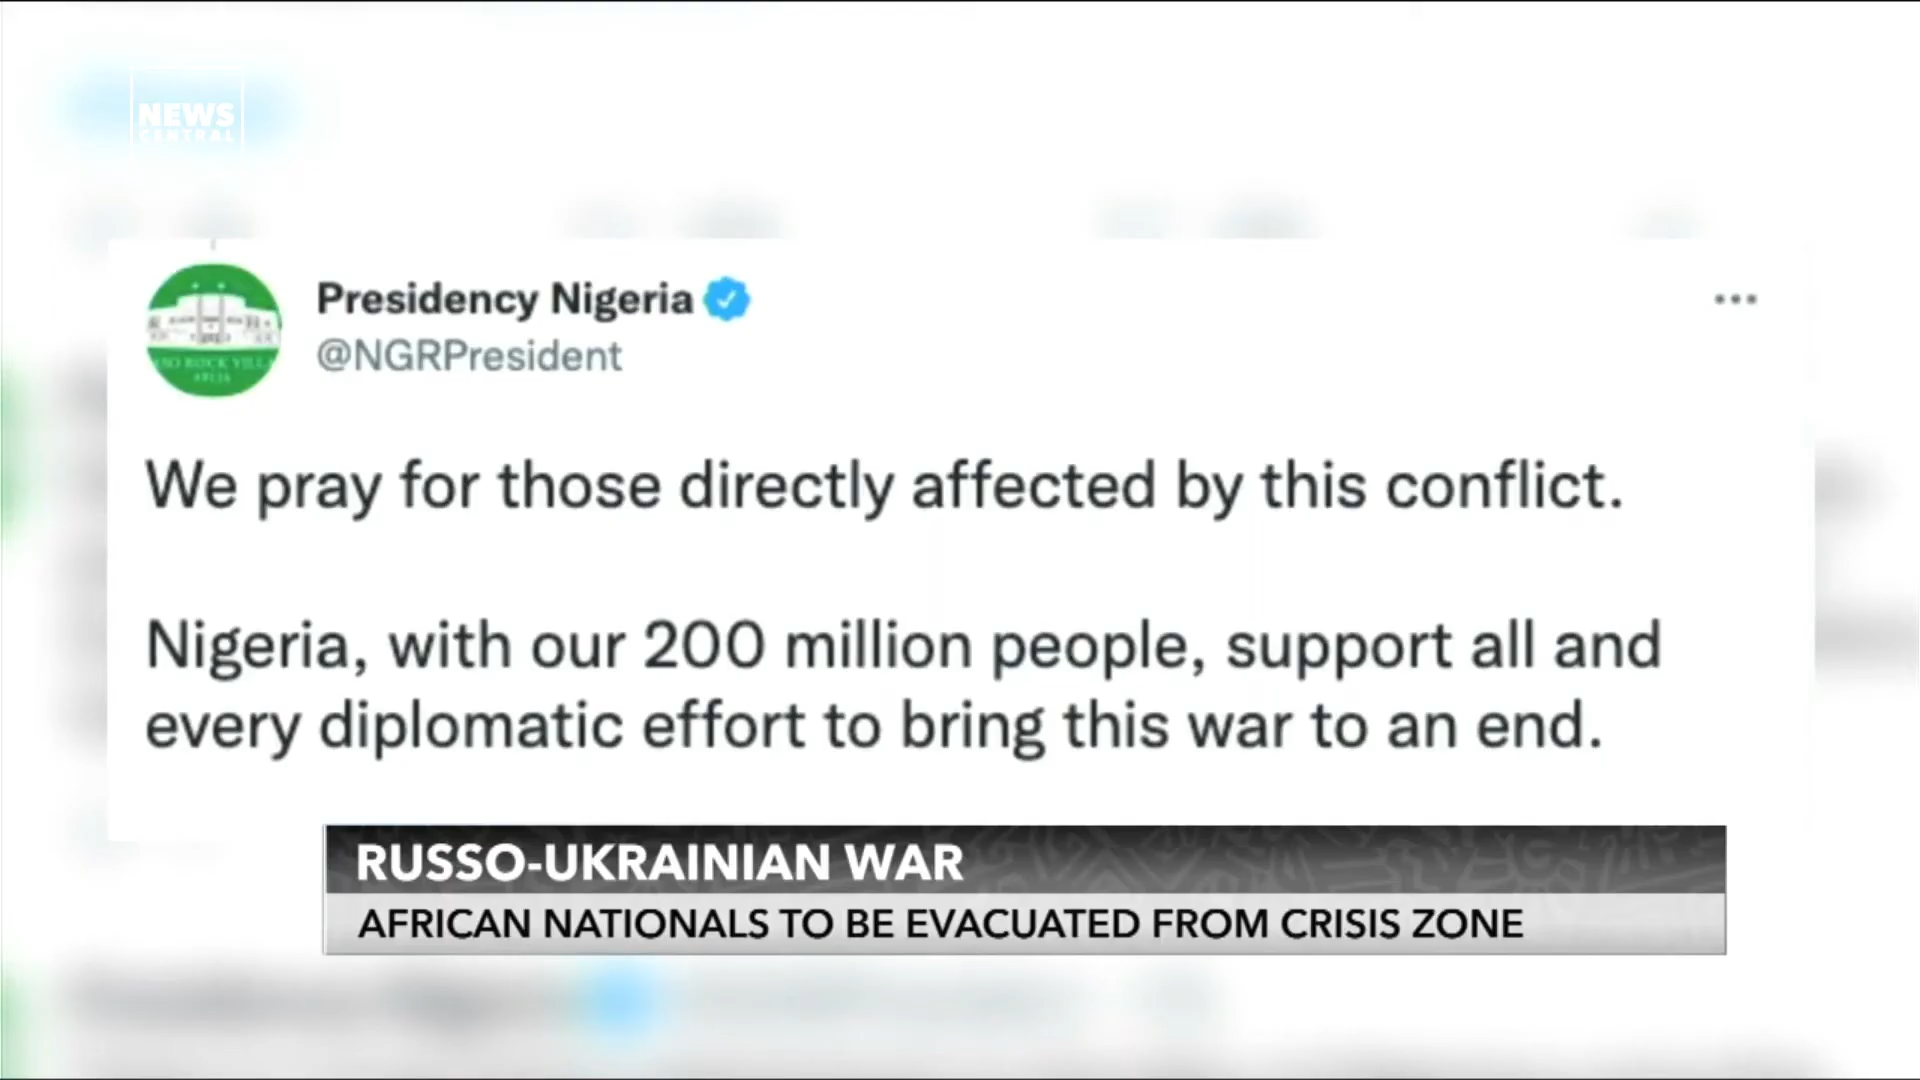 NEWS
CENTRAL
Presidency Nigeria
@NGRPresident
We pray for those directly affected by this conflict.
Nigeria, with our 200 million people, support all and
every diplomatic effort to bring this war to an end.
RUSSO-UKRAINIAN WAR
AFRICAN NATIONALS TO BE EVACUATED FROM CRISIS ZONE